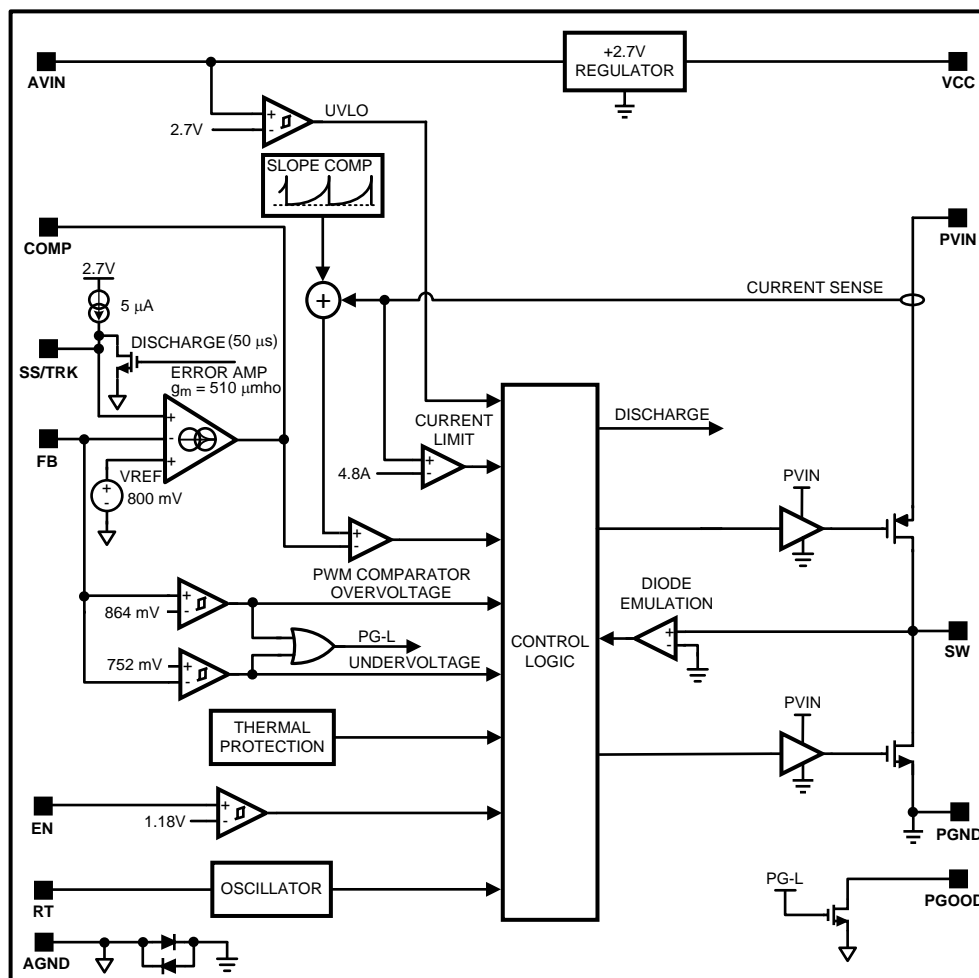 AVIN
+2.7V
REGULATOR
VCC
+
-
2.7V
UVLO
SLOPE COMP
COMP
PVIN
2.7V
5 μA
+
CURRENT SENSE
DISCHARGE (50 μs)
SS/TRK
ERROR AMP
gm = 510 μmho
+
-
+
FB
VREF
+
-
800 mV
CURRENT
LIMIT
+
-
4.8A
DISCHARGE
PVIN
+
-
PWM COMPARATOR
OVERVOLTAGE
+
-
864 mV
PG-L
752 mV
+
-
UNDERVOLTAGE
CONTROL
LOGIC
DIODE
EMULATION
+
-
SW
THERMAL
PROTECTION
PVIN
EN
+
-
1.18V
PGND
RT
OSCILLATOR
PG-L
PGOOD
AGND